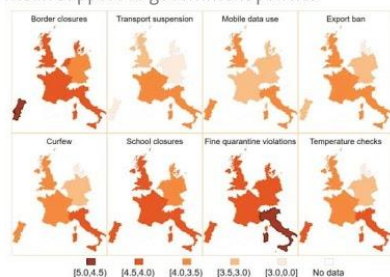 Border closures
Transport suspension
Mobile data use
Export ban
Curfew
School closures
Fine quarantine violations
Temperature checks
[5.0,4.5]
[4.5,4.0]
[4.0,3.5]
[3.5,3.0]
[3.0,0.0]
No data